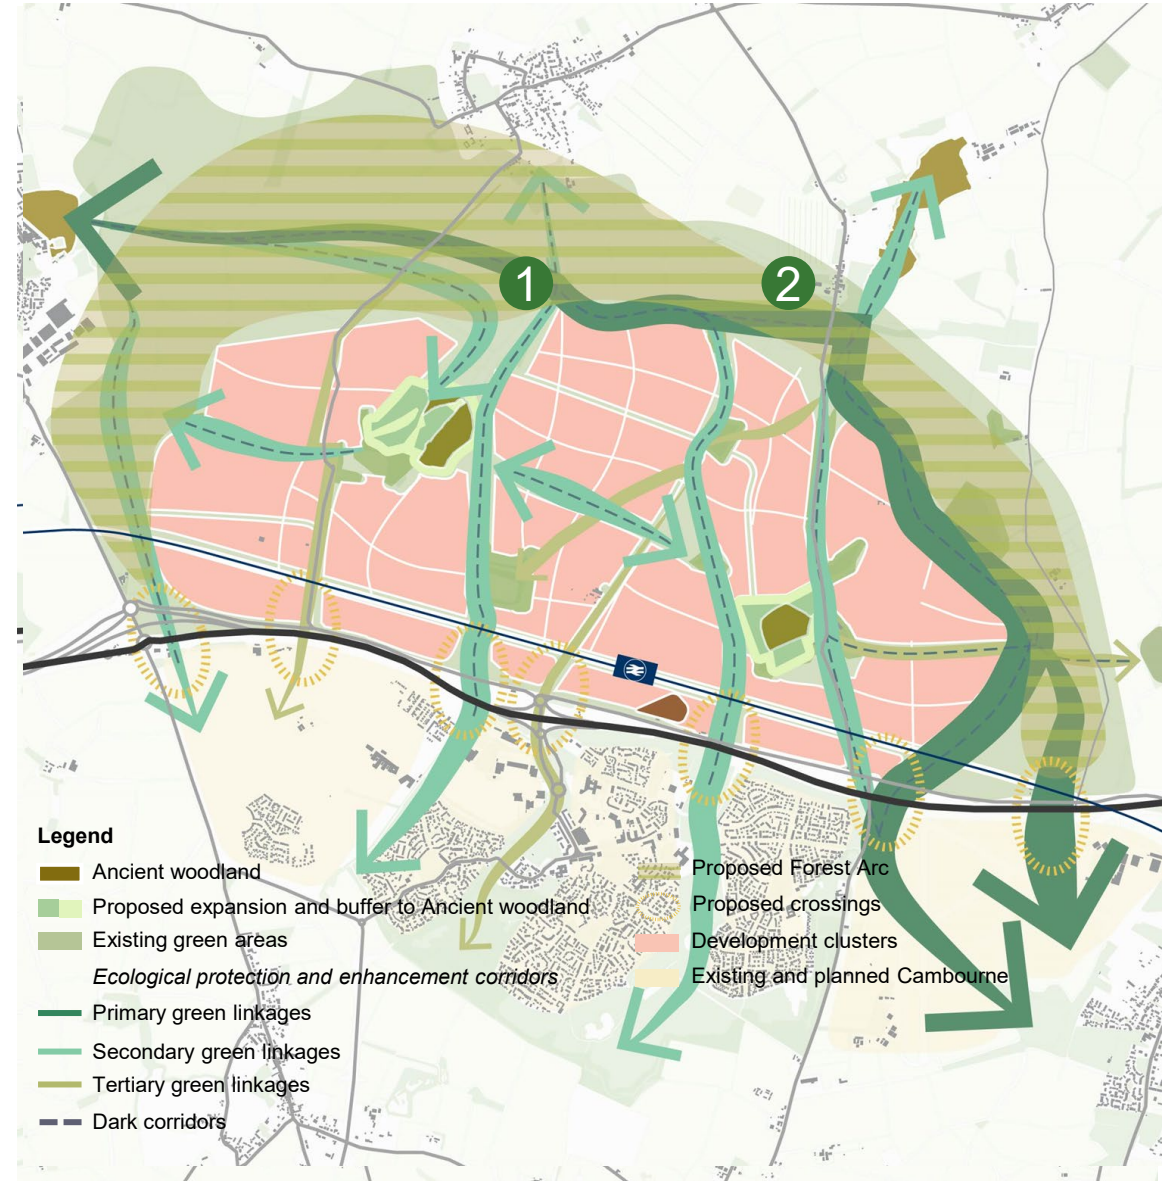 1
2
Legend
Ancient woodland
Proposed expansion and buffer to Ancient woodland
Existing green areas
Ecological protection and enhancement corridors
Primary green linkages
Secondary green linkages
Tertiary green linkages
Dark corridors
Proposed Forest Arc
Proposed crossings
Development clusters
Existing and planned Cambourne